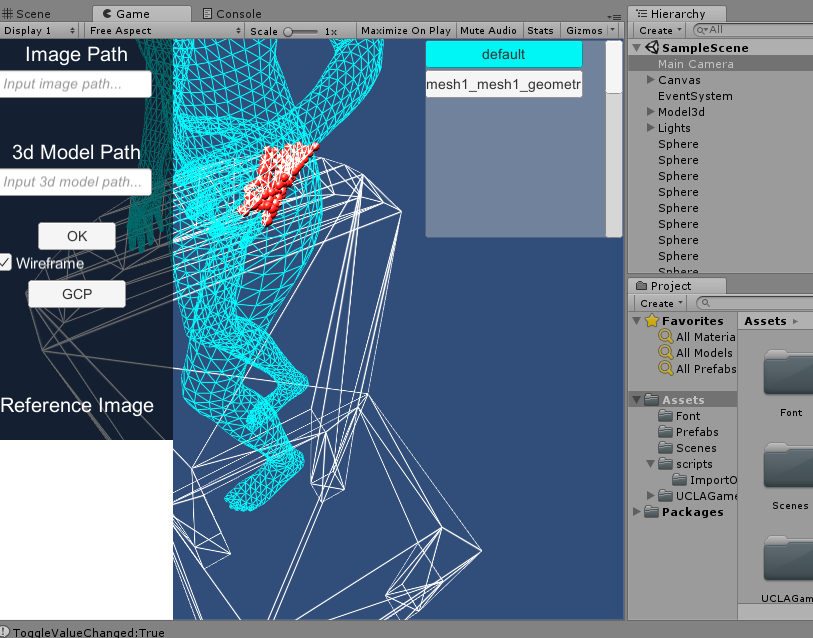 Scene Game Console
Display 1 Free Aspect Scale 1x Maximize On Play Mute Audio Stats Gizmos
Image Path
Input image path...
3d Model Path
Input 3d model path...
OK
Wireframe
GCP
Reference Image
default
mesh1_mesh1_geometr
ToggleValueChanged:True
Hierarchy
Create All
SampleScene
Main Camera
Canvas
EventSystem
Model3d
Lights
Sphere
Sphere
Sphere
Sphere
Sphere
Sphere
Sphere
Sphere
Sphere
Project
Create
Favorites
All Materia
All Models
All Prefabs
Assets
Font
Prefabs
Scenes
scripts
ImportO
UCLAGame
Packages
Assets
Font
Scenes
UCLAGam